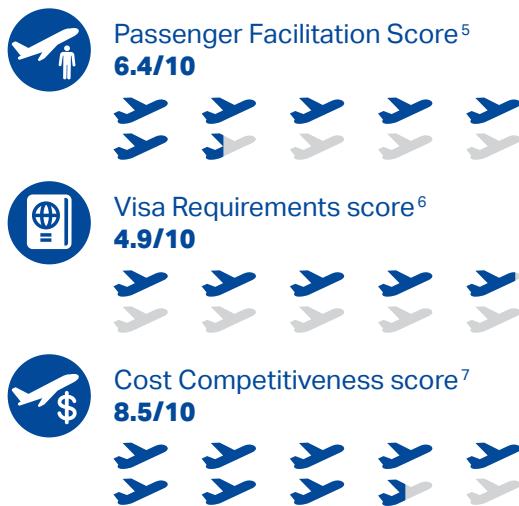 Passenger Facilitation Score⁵
6.4/10
Visa Requirements score⁶
4.9/10
Cost Competitiveness score⁷
$
8.5/10